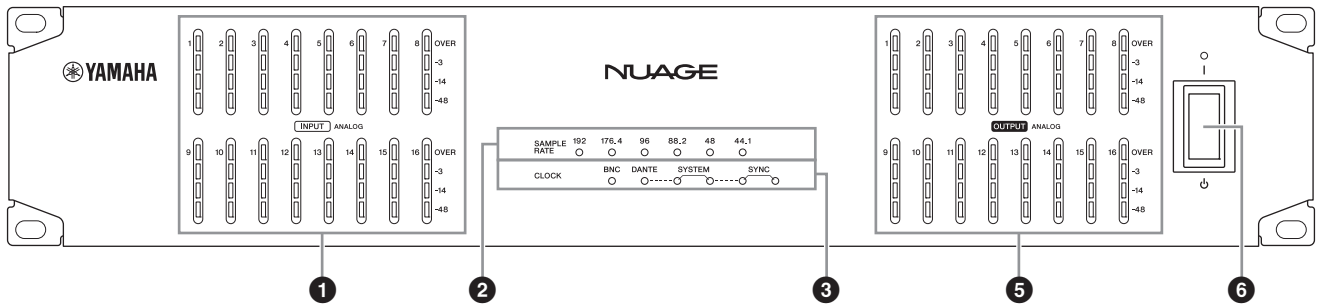 1 2 3 4 5 6 7 8 OVER
-3
-14
-48
YAMAHA
INPUT ANALOG
9 10 11 12 13 14 15 16 OVER
-3
-14
-48
NUAGE
SAMPLE RATE 192 176.4 96 88.2 48 44.1
CLOCK BNC DANTE SYSTEM SYNC
1 2 3 4 5 6 7 8 OVER
-3
-14
-48
OUTPUT ANALOG
9 10 11 12 13 14 15 16 OVER
-3
-14
-48
I
1 2 3 5 6